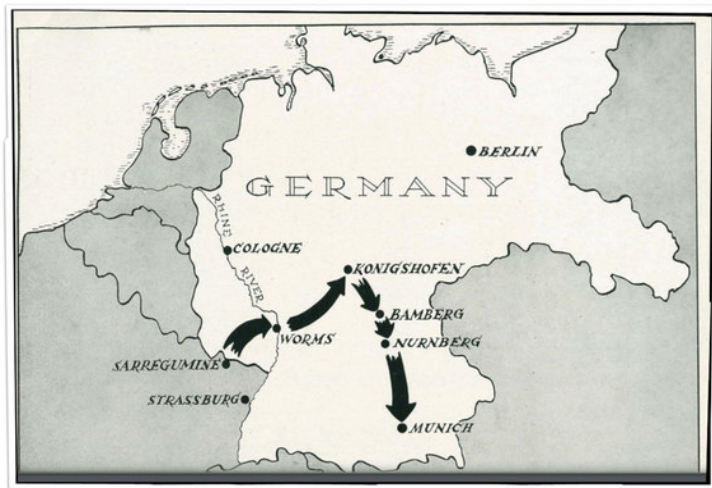 BERLIN
GERMANY
RHINE
COLOGNE
KONIGSHOFEN
RIVER
BAMBERG
WORMS
NURNBERG
SARREGUMINE
STRASSBURG
MUNICH